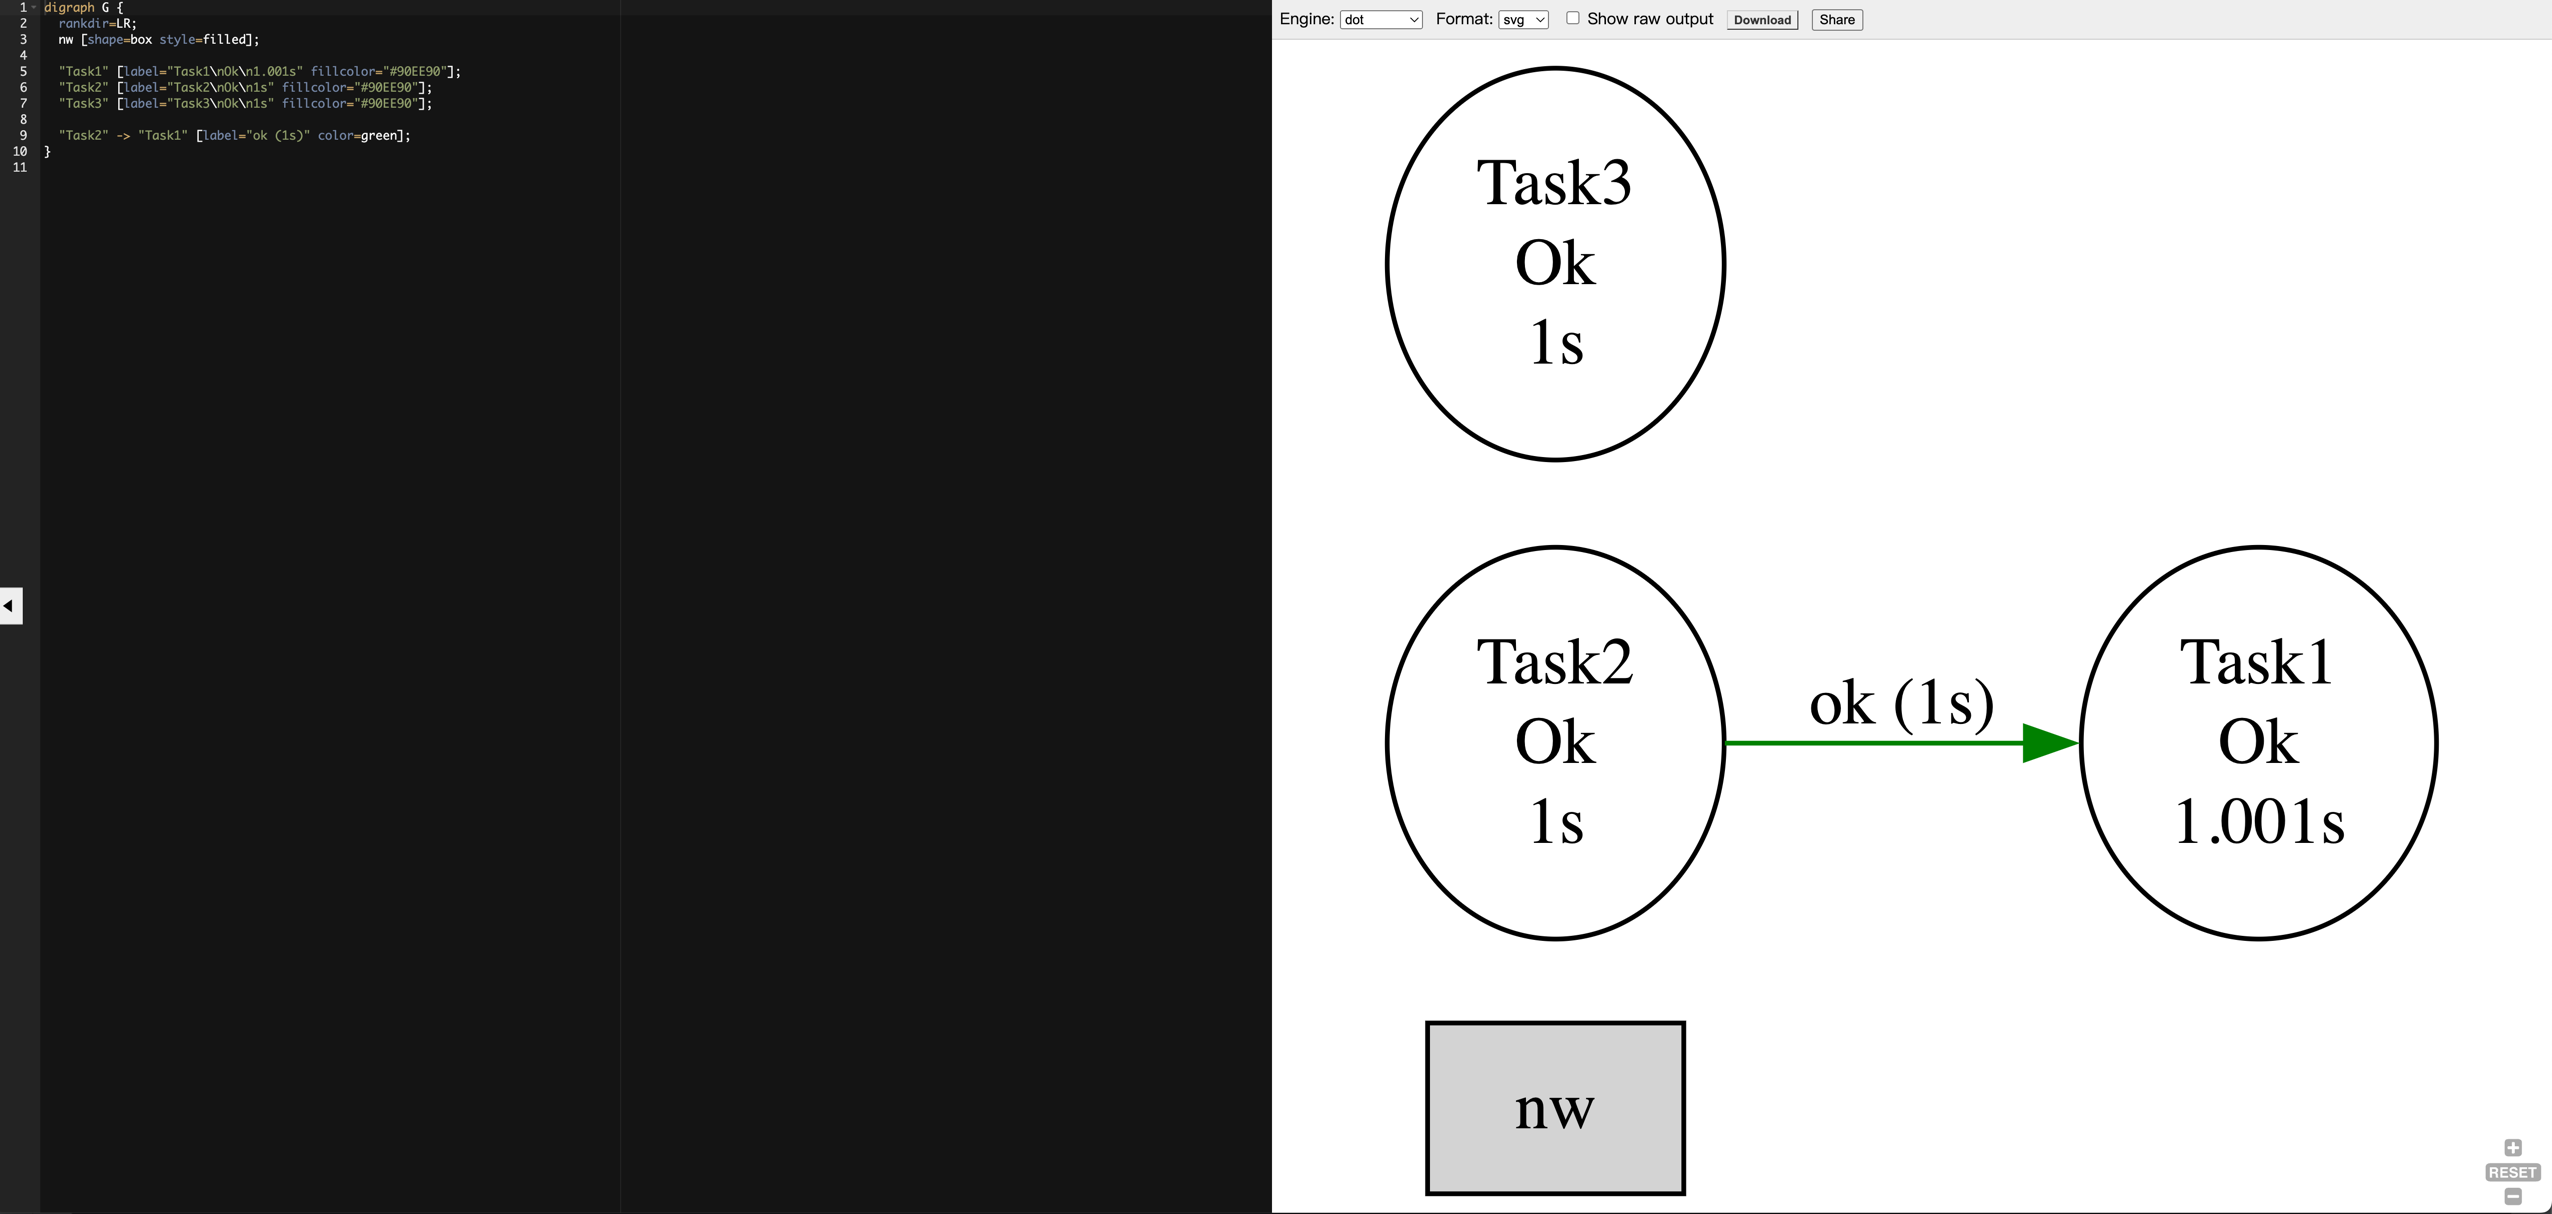 1 digraph G {
2   rankdir=LR;
3   nw [shape=box style=filled];
4
5   "Task1" [label="Task1\nOk\n1.001s" fillcolor="#90EE90"];
6   "Task2" [label="Task2\nOk\n1s" fillcolor="#90EE90"];
7   "Task3" [label="Task3\nOk\n1s" fillcolor="#90EE90"];
8
9   "Task2" -> "Task1" [label="ok (1s)" color=green];
10 }
11
Engine: dot Format: svg Show raw output Download Share
Task3
Ok
1s
Task2
Ok
1s
ok (1s)
Task1
Ok
1.001s
nw
RESET